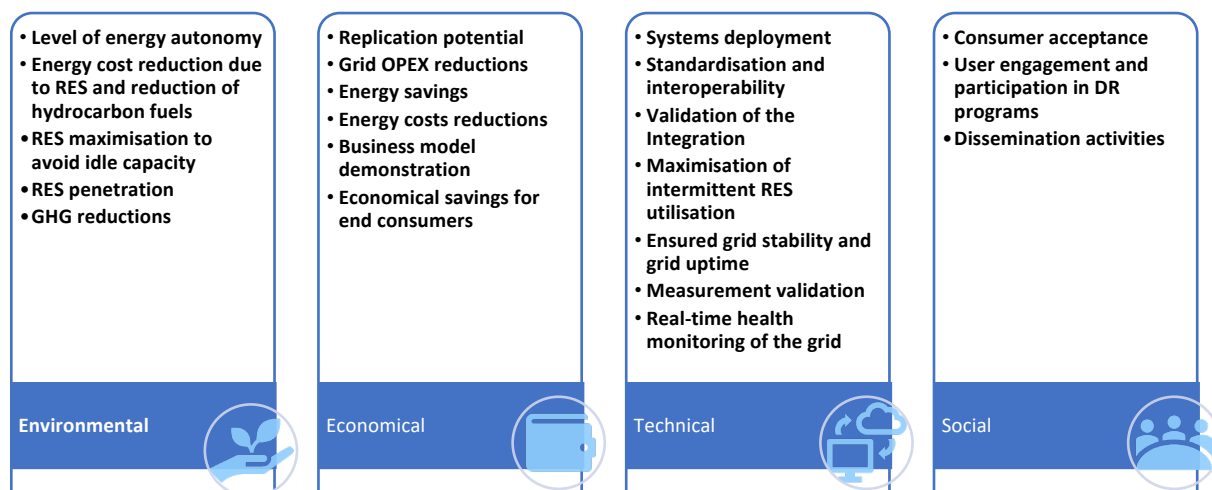 • Level of energy autonomy
• Energy cost reduction due
to RES and reduction of
hydrocarbon fuels
• RES maximisation to
avoid idle capacity
• RES penetration
• GHG reductions
Environmental
• Replication potential
• Grid OPEX reductions
• Energy savings
• Energy costs reductions
• Business model
demonstration
• Economical savings for
end consumers
Economical
• Systems deployment
• Standardisation and
interoperability
• Validation of the
Integration
• Maximisation of
intermittent RES
utilisation
• Ensured grid stability and
grid uptime
• Measurement validation
• Real-time health
monitoring of the grid
Technical
• Consumer acceptance
• User engagement and
participation in DR
programs
• Dissemination activities
Social